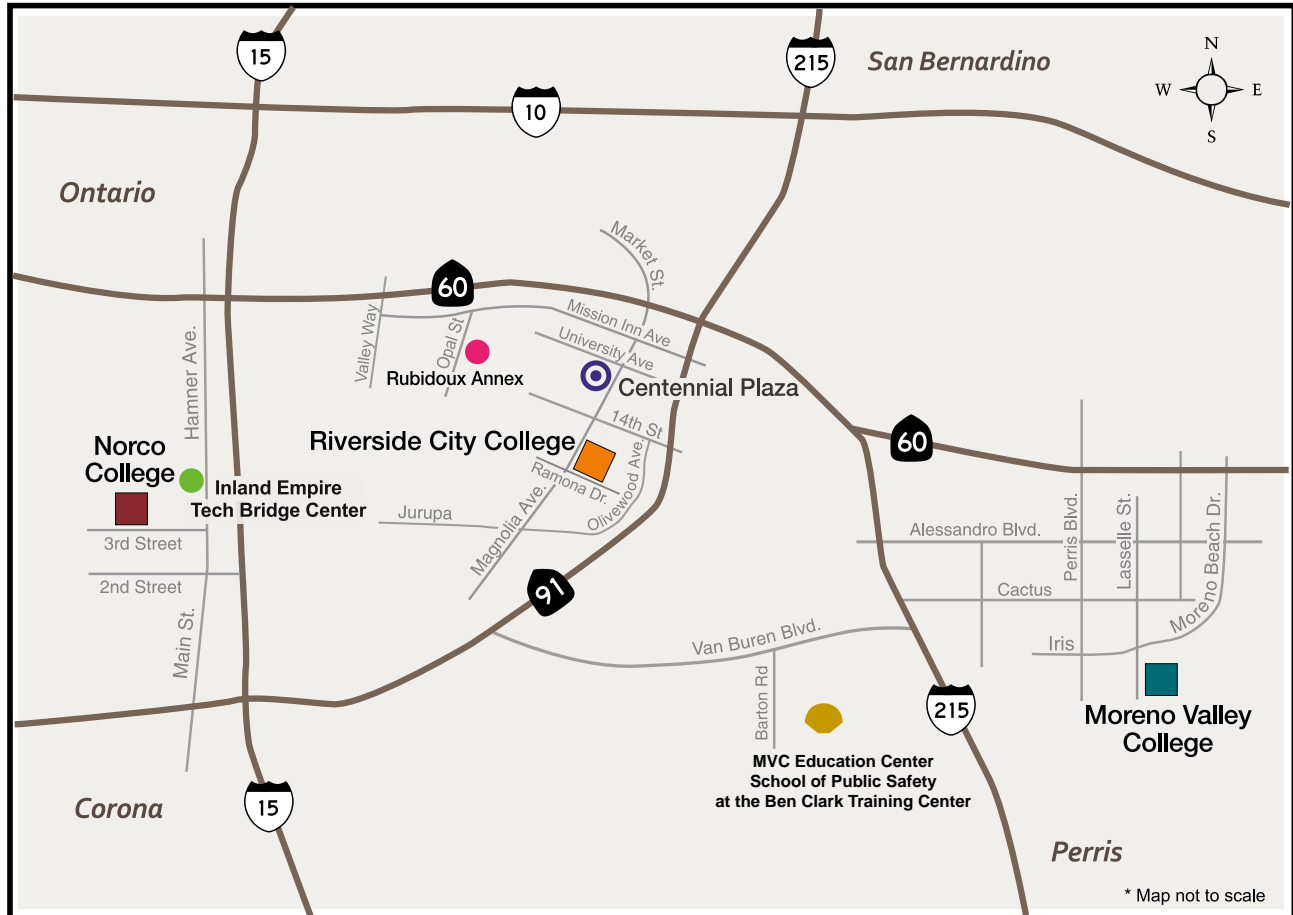 15
215
San Bernardino
N
W E
S
10
Ontario
Market St.
60
Mission Inn Ave
Valley Way
Opal St
University Ave
Hamner Ave.
Rubidoux Annex
Centennial Plaza
14th St
Norco
College
Riverside City College
60
Inland Empire
Tech Bridge Center
Ramona Dr.
Olivewood Ave.
Jurupa
Magnolia Ave.
3rd Street
2nd Street
Alessandro Blvd.
Perris Blvd.
Lasselle St.
Moreno Beach Dr.
91
Cactus
Main St.
Van Buren Blvd.
Iris
Barton Rd
215
Moreno Valley
College
MVC Education Center
School of Public Safety
at the Ben Clark Training Center
15
Corona
Perris
* Map not to scale